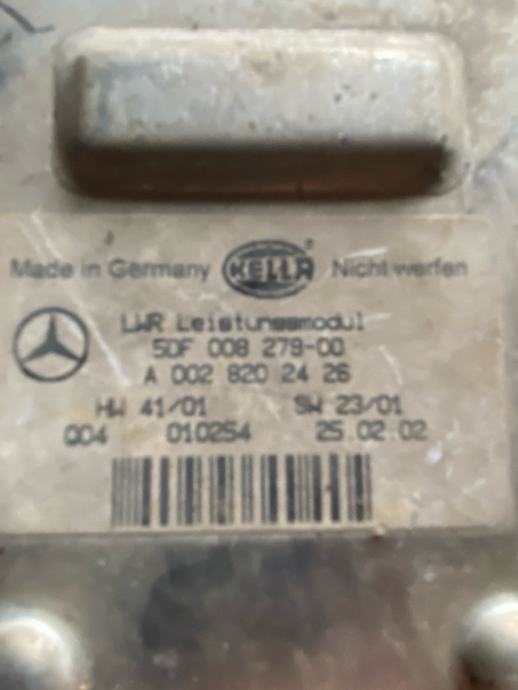 Made in Germany HELLA Nicht werfen
LWR Leistungsmodul
5DF 008 279-00
A 002 820 24 26
HW 41/01 SW 23/01
Q04 010254 25.02.02